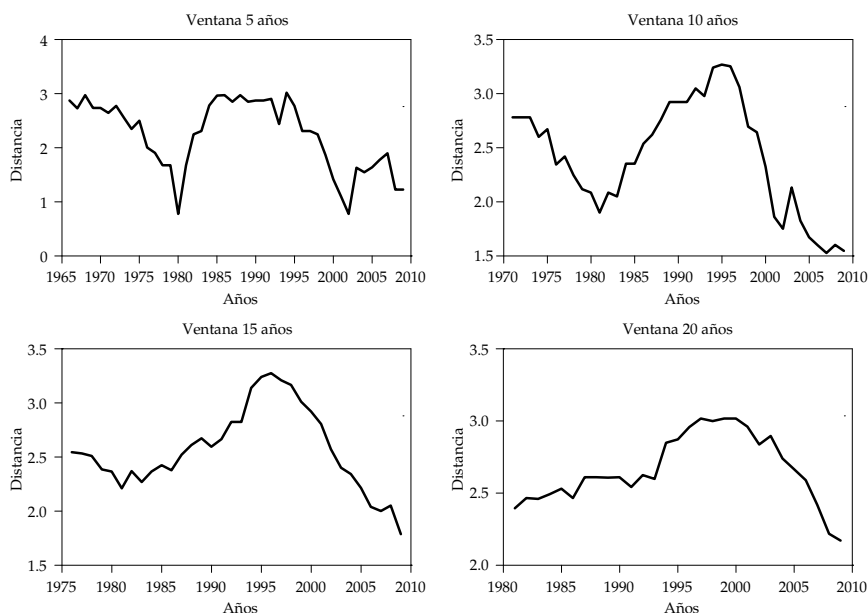 Ventana 5 años
4
3
2
1
0
Distancia
1965 1970 1975 1980 1985 1990 1995 2000 2005 2010
Años
Ventana 10 años
3.5
3.0
2.5
2.0
1.5
Distancia
1970 1975 1980 1985 1990 1995 2000 2005 2010
Años
Ventana 15 años
3.5
3.0
2.5
2.0
1.5
Distancia
1975 1980 1985 1990 1995 2000 2005 2010
Años
Ventana 20 años
3.5
3.0
2.5
2.0
Distancia
1980 1985 1990 1995 2000 2005 2010
Años